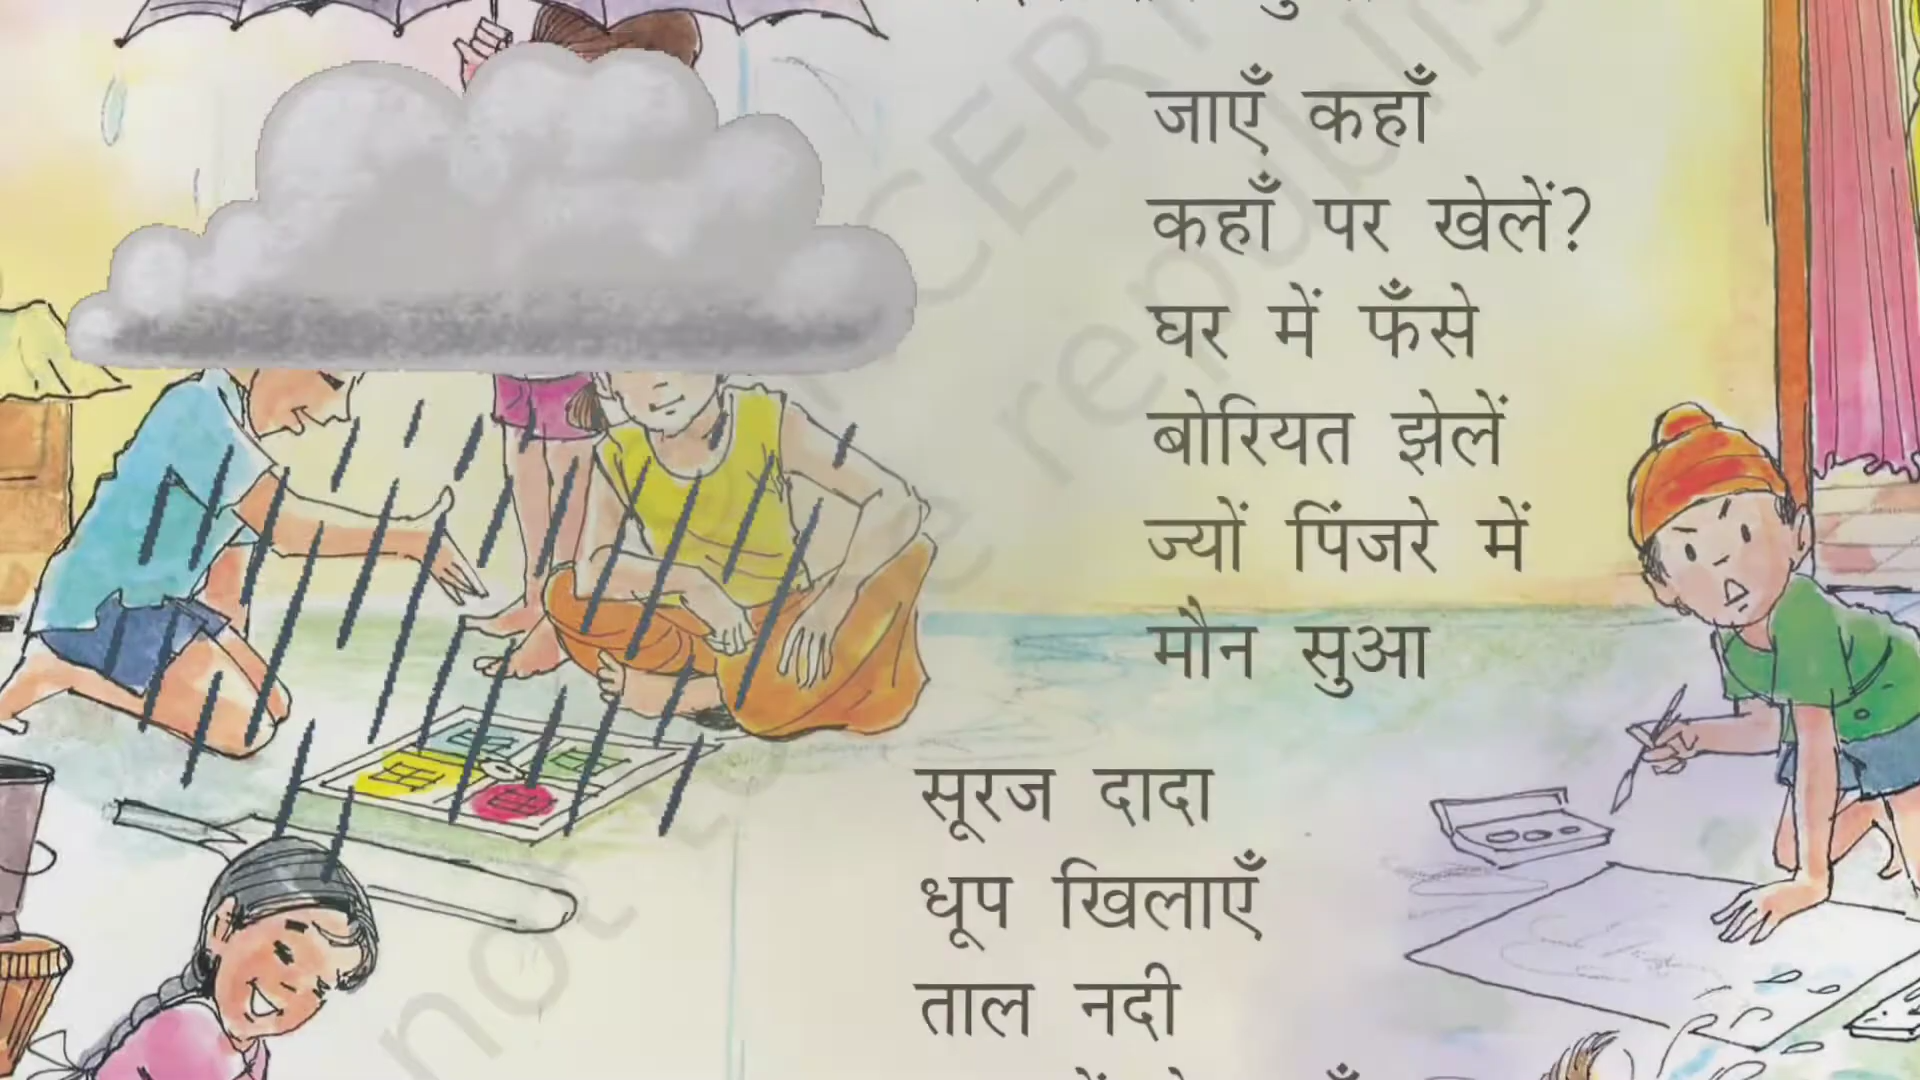 जाएँ कहाँ
कहाँ पर खेलें?
घर में फँसे
बोरियत झेलें
ज्यों पिंजरे में
मौन सुआ
सूरज दादा
धूप खिलाएँ
ताल नदी